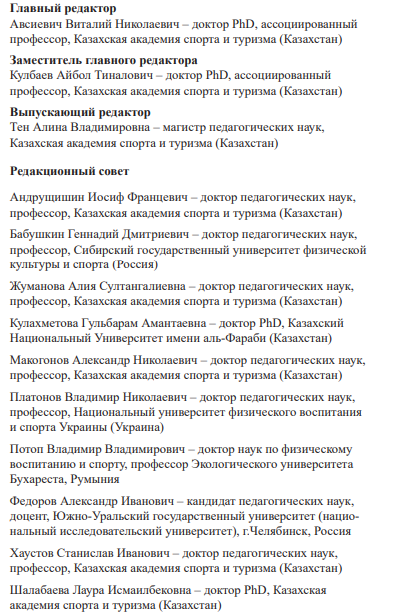 Главный редактор
Авсиевич Виталий Николаевич – доктор PhD, ассоциированный
профессор, Казахская академия спорта и туризма (Казахстан)
Заместитель главного редактора
Кулбаев Айбол Тиналович – доктор PhD, ассоциированный
профессор, Казахская академия спорта и туризма (Казахстан)
Выпускающий редактор
Тен Алина Владимировна – магистр педагогических наук,
Казахская академия спорта и туризма (Казахстан)
Редакционный совет
Андрущишин Иосиф Францевич – доктор педагогических наук,
профессор, Казахская академия спорта и туризма (Казахстан)
Бабушкин Геннадий Дмитриевич – доктор педагогических наук,
профессор, Сибирский государственный университет физической
культуры и спорта (Россия)
Жуманова Алия Султангалиевна – доктор педагогических наук,
профессор, Казахская академия спорта и туризма (Казахстан)
Кулахметова Гульбарам Амантаевна – доктор PhD, Казахский
Национальный Университет имени аль-Фараби (Казахстан)
Макогонов Александр Николаевич – доктор педагогических наук,
профессор, Казахская академия спорта и туризма (Казахстан)
Платонов Владимир Николаевич – доктор педагогических наук,
профессор, Национальный университет физического воспитания
и спорта Украины (Украина)
Потоп Владимир Владимирович – доктор наук по физическому
воспитанию и спорту, профессор Экологического университета
Бухареста, Румыния
Федоров Александр Иванович – кандидат педагогических наук,
доцент, Южно-Уральский государственный университет (нацио-
нальный исследовательский университет), г.Челябинск, Россия
Хаустов Станислав Иванович – доктор педагогических наук,
профессор, Казахская академия спорта и туризма (Казахстан)
Шалабаева Лаура Исмаилбековна – доктор PhD, Казахская
академия спорта и туризма (Казахстан)